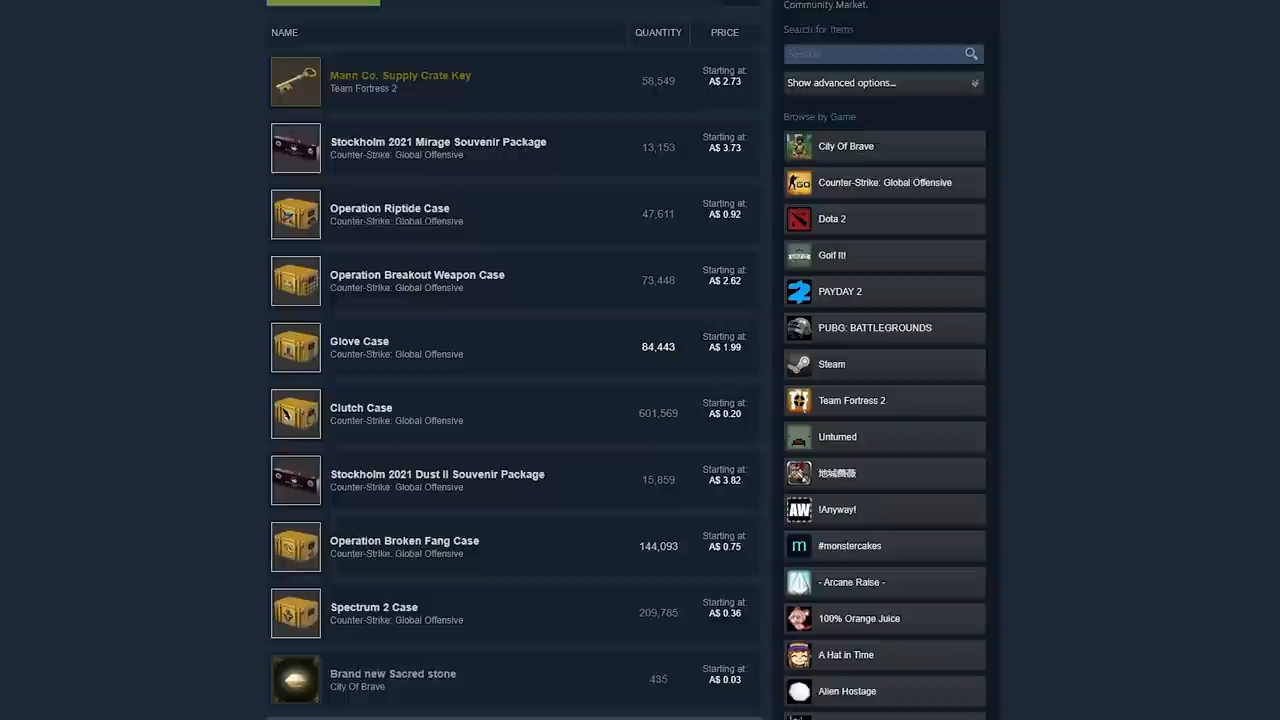 Community Market.
Search for Items
Search
Show advanced options...
Browse by Game
NAME QUANTITY PRICE
Mann Co. Supply Crate Key
Team Fortress 2
58,549
Starting at:
A$ 2.73
Stockholm 2021 Mirage Souvenir Package
Counter-Strike: Global Offensive
13,153
Starting at:
A$ 3.73
Operation Riptide Case
Counter-Strike: Global Offensive
47,611
Starting at:
A$ 0.92
Operation Breakout Weapon Case
Counter-Strike: Global Offensive
73,448
Starting at:
A$ 2.62
Glove Case
Counter-Strike: Global Offensive
84,443
Starting at:
A$ 1.99
Clutch Case
Counter-Strike: Global Offensive
601,569
Starting at:
A$ 0.20
Stockholm 2021 Dust II Souvenir Package
Counter-Strike: Global Offensive
15,859
Starting at:
A$ 3.82
Operation Broken Fang Case
Counter-Strike: Global Offensive
144,093
Starting at:
A$ 0.75
Spectrum 2 Case
Counter-Strike: Global Offensive
209,785
Starting at:
A$ 0.36
Brand new Sacred stone
City Of Brave
435
Starting at:
A$ 0.03
City Of Brave
GO
Counter-Strike: Global Offensive
Dota 2
Golf It!
2
PAYDAY 2
PUBG: BATTLEGROUNDS
Steam
Team Fortress 2
Unturned
地城薔薇
AW
!Anyway!
m
#monstercakes
- Arcane Raise -
100% Orange Juice
A Hat in Time
Alien Hostage